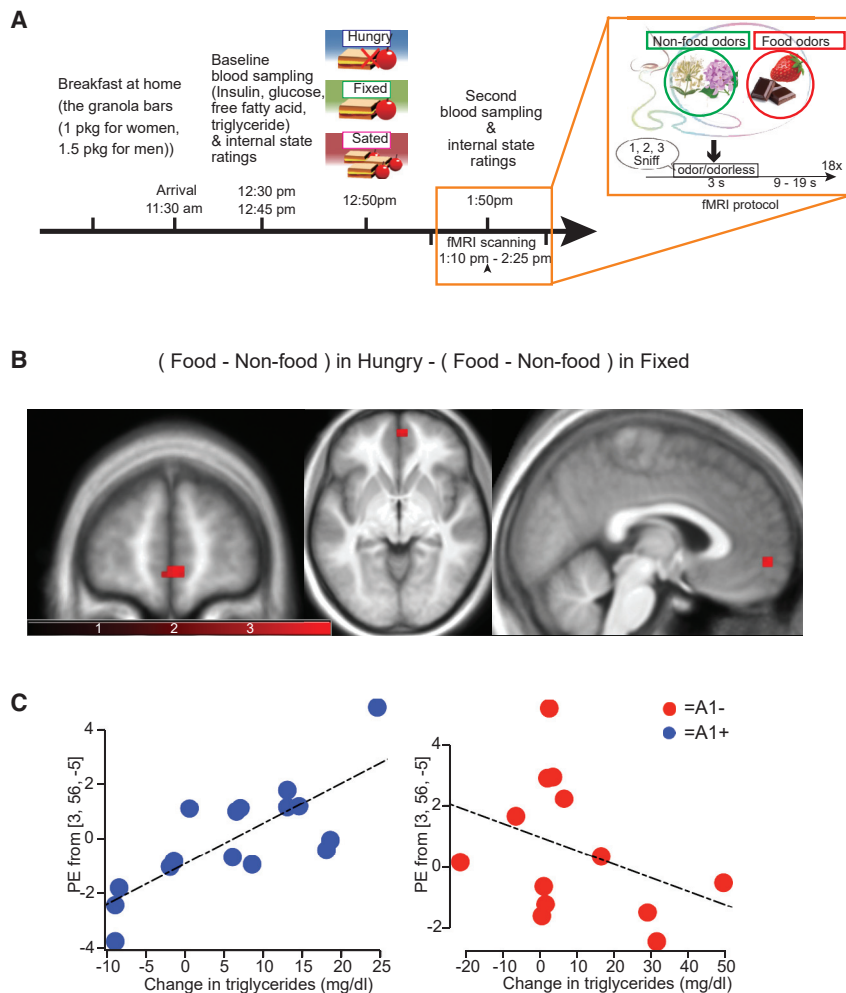 A
Breakfast at home
(the granola bars
(1 pkg for women,
1.5 pkg for men))
Arrival
11:30 am
Baseline
blood sampling
(Insulin, glucose,
free fatty acid,
triglyceride)
& internal state
ratings
12:30 pm
12:45 pm
Hungry
Fixed
Sated
12:50pm
Second
blood sampling
&
internal state
ratings
1:50pm
fMRI scanning
1:10 pm - 2:25 pm
Non-food odors
Food odors
1, 2, 3
Sniff
odor/odorless
18x
3 s
9 - 19 s
fMRI protocol
B
( Food - Non-food ) in Hungry - ( Food - Non-food ) in Fixed
1 2 3
C
=A1-
=A1+
PE from [3, 56, -5]
4
2
0
-2
-4
-10 -5 0 5 10 15 20 25
Change in triglycerides (mg/dl)
PE from [3, 56, -5]
4
2
0
-2
-20 -10 0 10 20 30 40 50
Change in triglycerides (mg/dl)